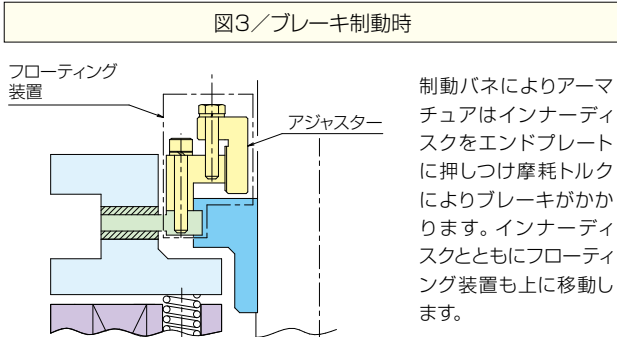 図3／ブレーキ制動時
フローティング
装置
アジャスター
制動バネによりアーマ
チュアはインナーディ
スクをエンドプレート
に押しつけ摩耗トルク
によりブレーキがかか
ります。インナーディ
スクとともにフローティ
ング装置も上に移動し
ます。